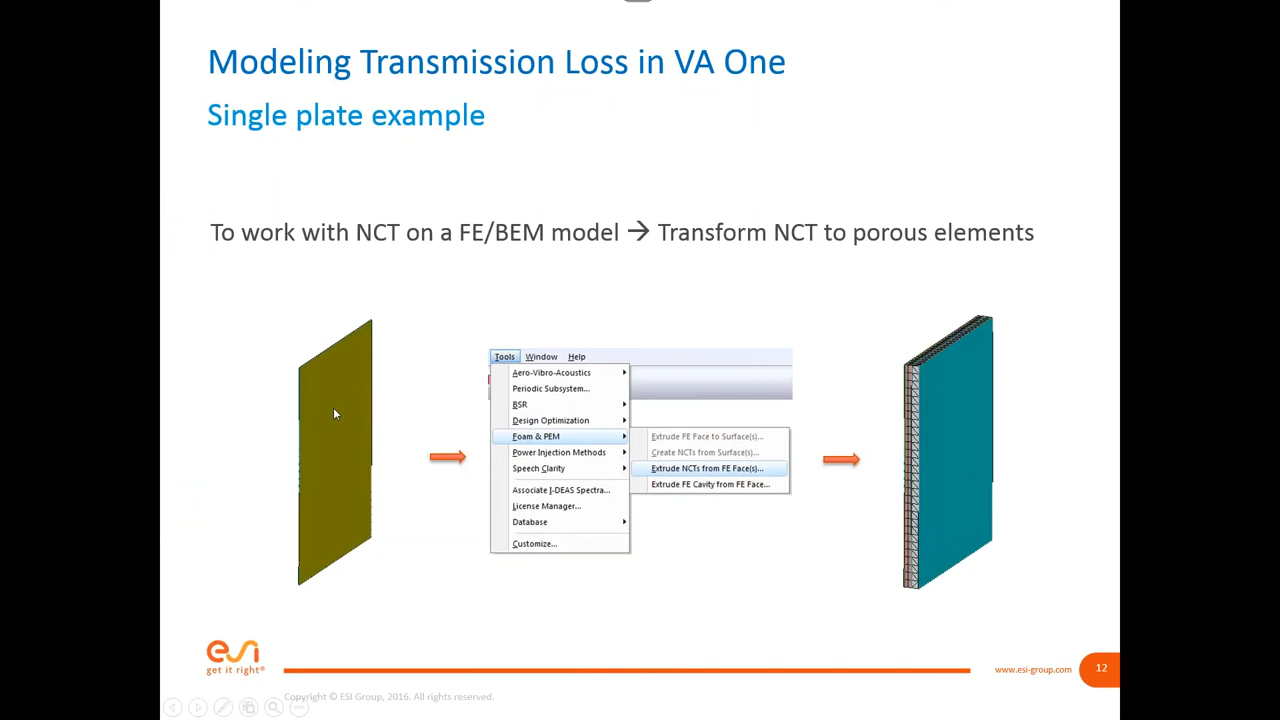 Modeling Transmission Loss in VA One
Single plate example
To work with NCT on a FE/BEM model → Transform NCT to porous elements
Tools Window Help
Aero-Vibro-Acoustics
Periodic Subsystem...
BSR
Design Optimization
Foam & PEM
Power Injection Methods
Speech Clarity
Associate I-DEAS Spectra...
License Manager...
Database
Customize...
Extrude FE Face to Surface(s)...
Create NCTs from Surface(s)...
Extrude NCTs from FE Face(s)...
Extrude FE Cavity from FE Face...
esi
get it right®
www.esi-group.com
12
Copyright © ESI Group, 2016. All rights reserved.